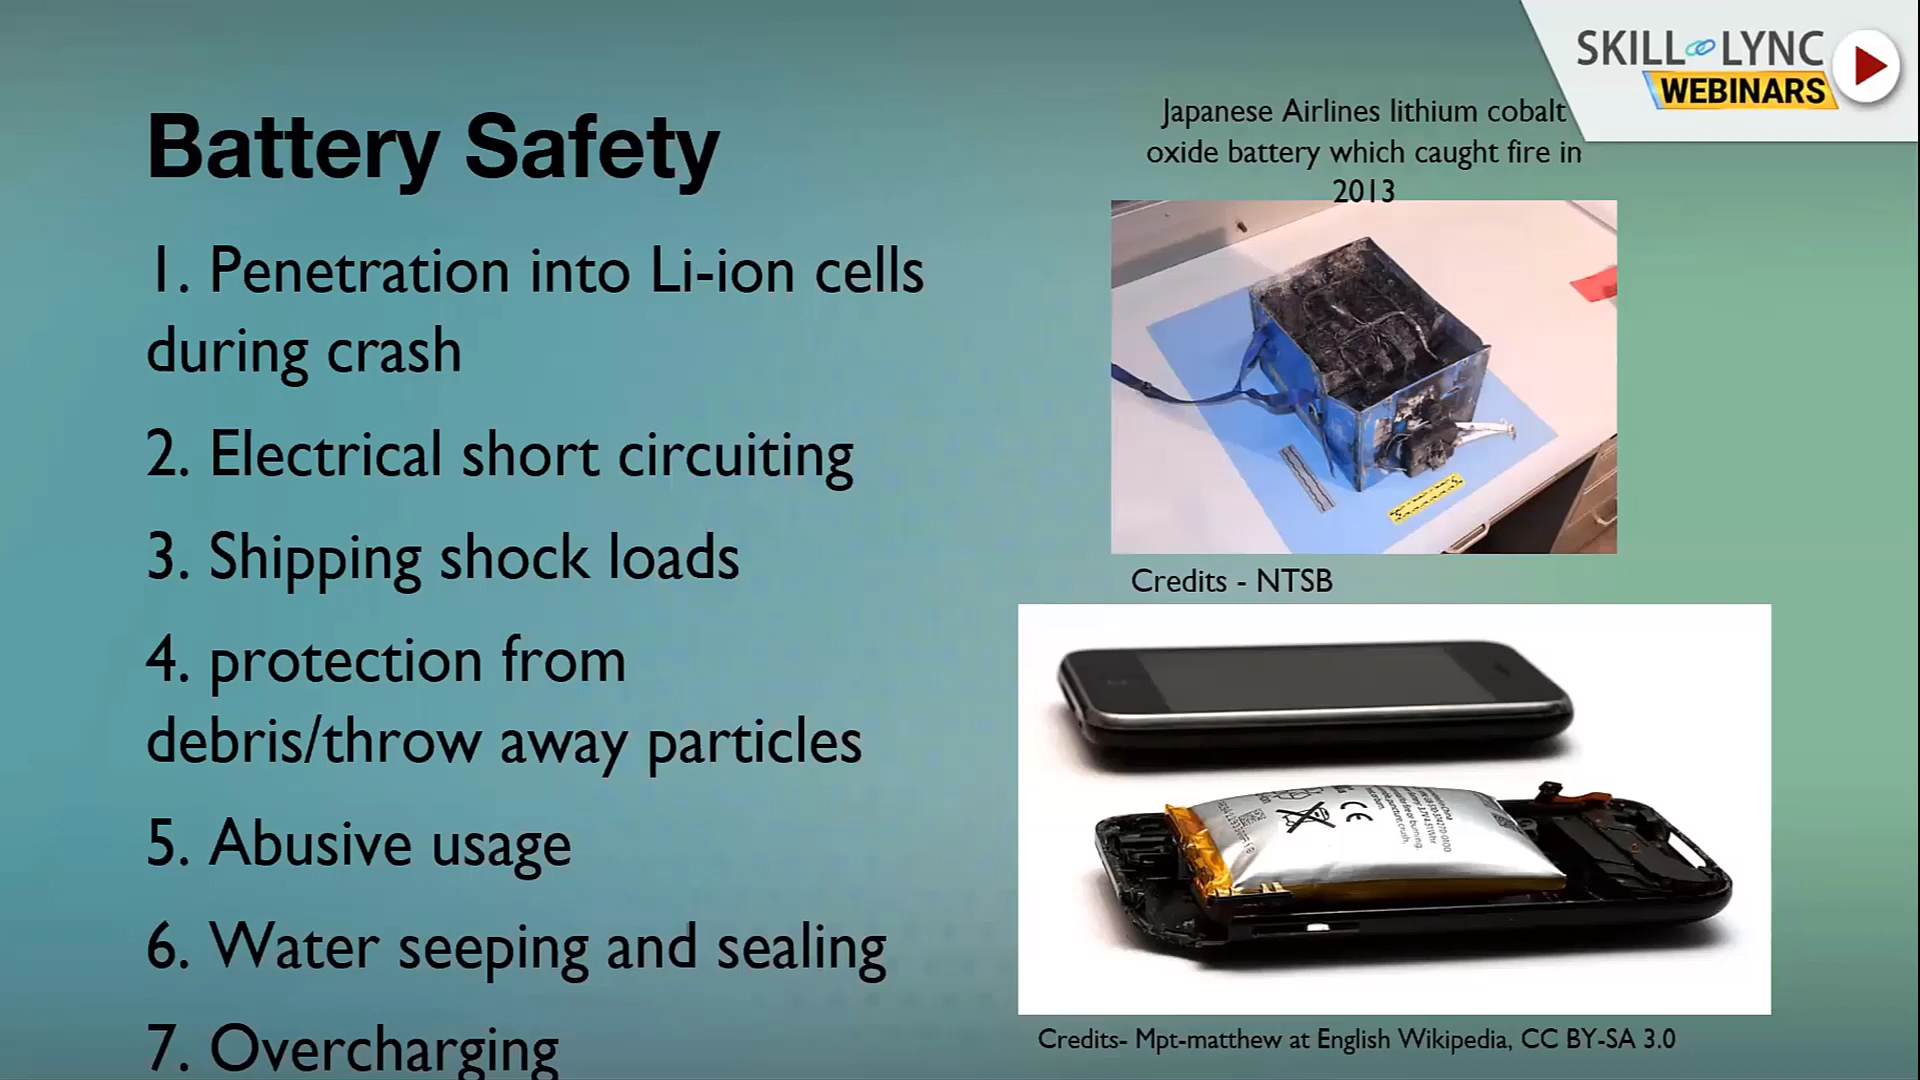 SKILL LYNC
WEBINARS
Battery Safety
Japanese Airlines lithium cobalt
oxide battery which caught fire in
2013
1. Penetration into Li-ion cells
during crash
2. Electrical short circuiting
3. Shipping shock loads
4. protection from
debris/throw away particles
5. Abusive usage
6. Water seeping and sealing
7. Overcharging
Credits - NTSB
CE
Credits- Mpt-matthew at English Wikipedia, CC BY-SA 3.0